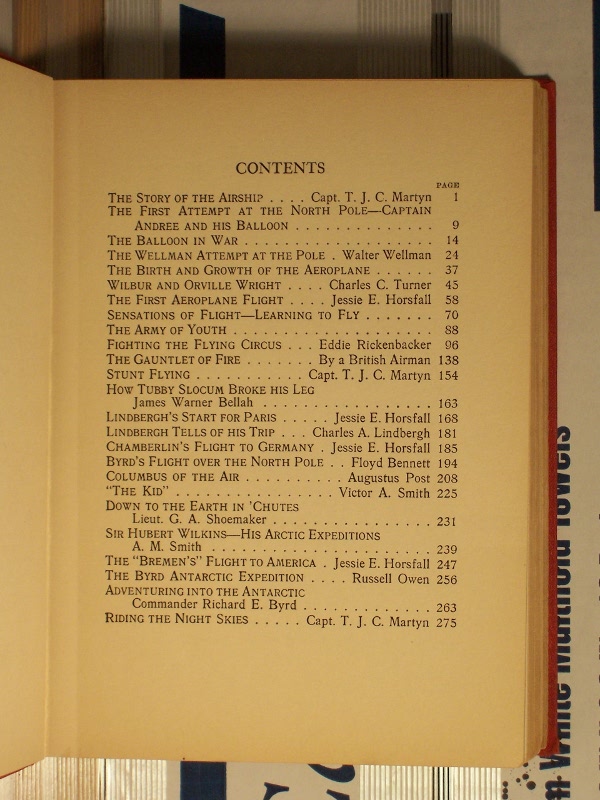 CONTENTS
PAGE
THE STORY OF THE AIRSHIP . . . . Capt. T. J. C. Martyn 1
THE FIRST ATTEMPT AT THE NORTH POLE—CAPTAIN
ANDREE AND HIS BALLOON . . . . . . . . . . . . . . 9
THE BALLOON IN WAR . . . . . . . . . . . . . . . . . . 14
THE WELLMAN ATTEMPT AT THE POLE . Walter Wellman 24
THE BIRTH AND GROWTH OF THE AEROPLANE . . . . . . 37
WILBUR AND ORVILLE WRIGHT . . . . Charles C. Turner 45
THE FIRST AEROPLANE FLIGHT . . . . Jessie E. Horsfall 58
SENSATIONS OF FLIGHT—LEARNING TO FLY . . . . . . . 70
THE ARMY OF YOUTH . . . . . . . . . . . . . . . . . . . 88
FIGHTING THE FLYING CIRCUS . . . Eddie Rickenbacker 96
THE GAUNTLET OF FIRE . . . . . . . By a British Airman 138
STUNT FLYING . . . . . . . . . . . Capt. T. J. C. Martyn 154
HOW TUBBY SLOCUM BROKE HIS LEG
James Warner Bellah . . . . . . . . . . . . . . . . . 163
LINDBERGH'S START FOR PARIS . . . . . Jessie E. Horsfall 168
LINDBERGH TELLS OF HIS TRIP . . . Charles A. Lindbergh 181
CHAMBERLIN'S FLIGHT TO GERMANY . Jessie E. Horsfall 185
BYRD'S FLIGHT OVER THE NORTH POLE . . Floyd Bennett 194
COLUMBUS OF THE AIR . . . . . . . . . . Augustus Post 208
"THE KID" . . . . . . . . . . . . . . . . Victor A. Smith 225
DOWN TO THE EARTH IN 'CHUTES
Lieut. G. A. Shoemaker . . . . . . . . . . . . . . . . 231
SIR HUBERT WILKINS—HIS ARCTIC EXPEDITIONS
A. M. Smith . . . . . . . . . . . . . . . . . . . . . . 239
THE "BREMEN'S" FLIGHT TO AMERICA . Jessie E. Horsfall 247
THE BYRD ANTARCTIC EXPEDITION . . . . Russell Owen 256
ADVENTURING INTO THE ANTARCTIC
Commander Richard E. Byrd . . . . . . . . . . . . . 263
RIDING THE NIGHT SKIES . . . . . Capt. T. J. C. Martyn 275
White Multifold Towels